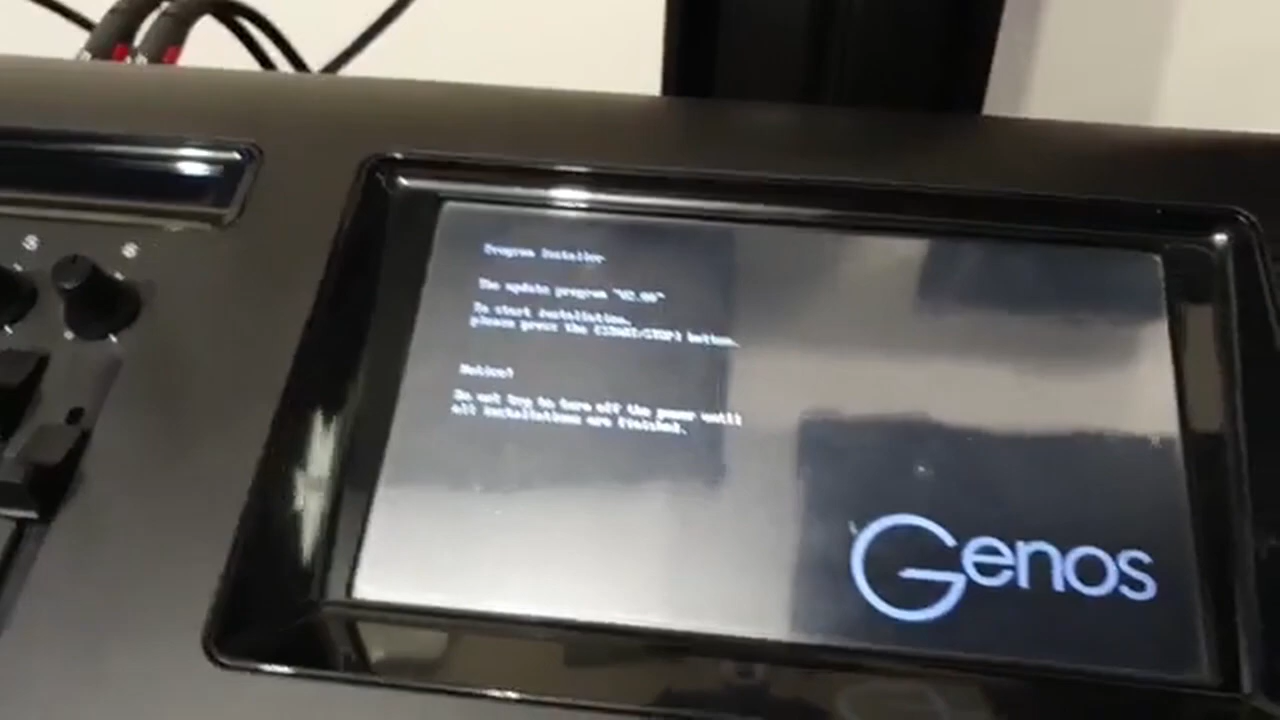 Program Installer
The update program "V2.00"
To start installation,
please press the [START/STOP] button.
Notice!
Do not try to turn off the power until
all installations are finished.
Genos